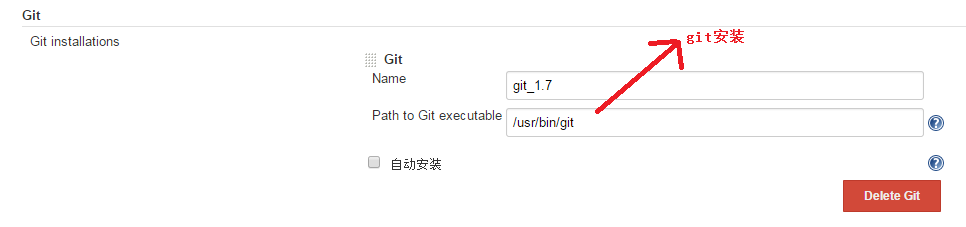 Git
Git installations
git安装
Git
Name
git_1.7
Path to Git executable
/usr/bin/git
?
自动安装
?
Delete Git